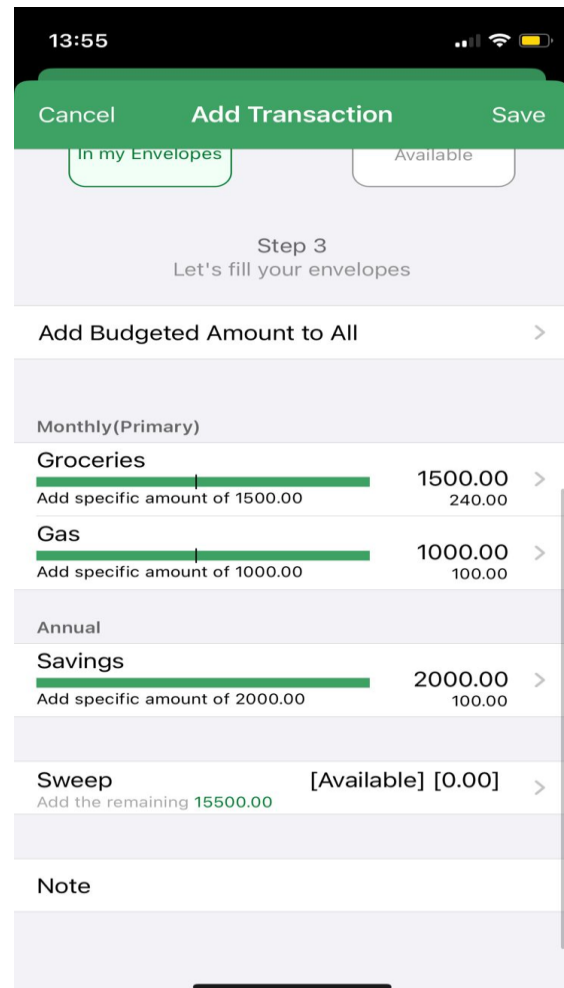 13:55
Cancel Add Transaction Save
In my Envelopes Available
Step 3
Let's fill your envelopes
Add Budgeted Amount to All
Monthly(Primary)
Groceries
1500.00
Add specific amount of 1500.00 240.00
Gas
1000.00
Add specific amount of 1000.00 100.00
Annual
Savings
2000.00
Add specific amount of 2000.00 100.00
Sweep [Available] [0.00]
Add the remaining 15500.00
Note